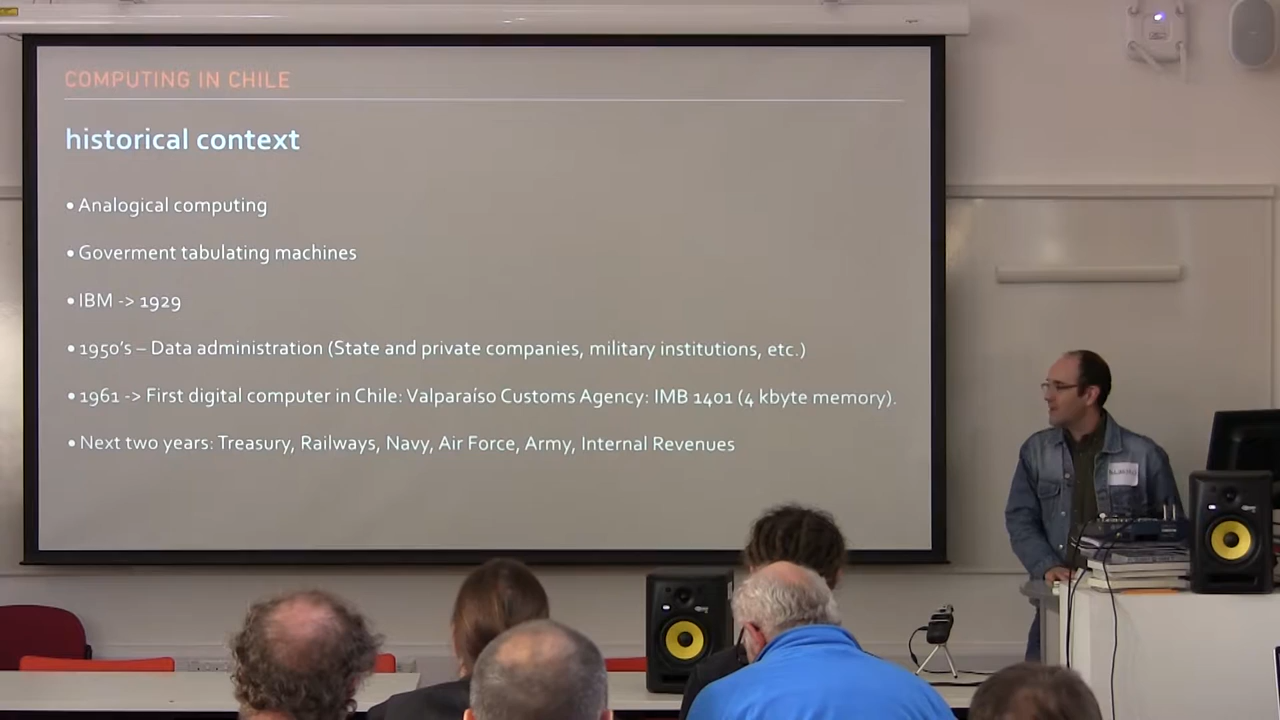 COMPUTING IN CHILE
historical context
• Analogical computing
• Goverment tabulating machines
• IBM -> 1929
• 1950's – Data administration (State and private companies, military institutions, etc.)
• 1961 -> First digital computer in Chile: Valparaíso Customs Agency: IMB 1401 (4 kbyte memory).
• Next two years: Treasury, Railways, Navy, Air Force, Army, Internal Revenues